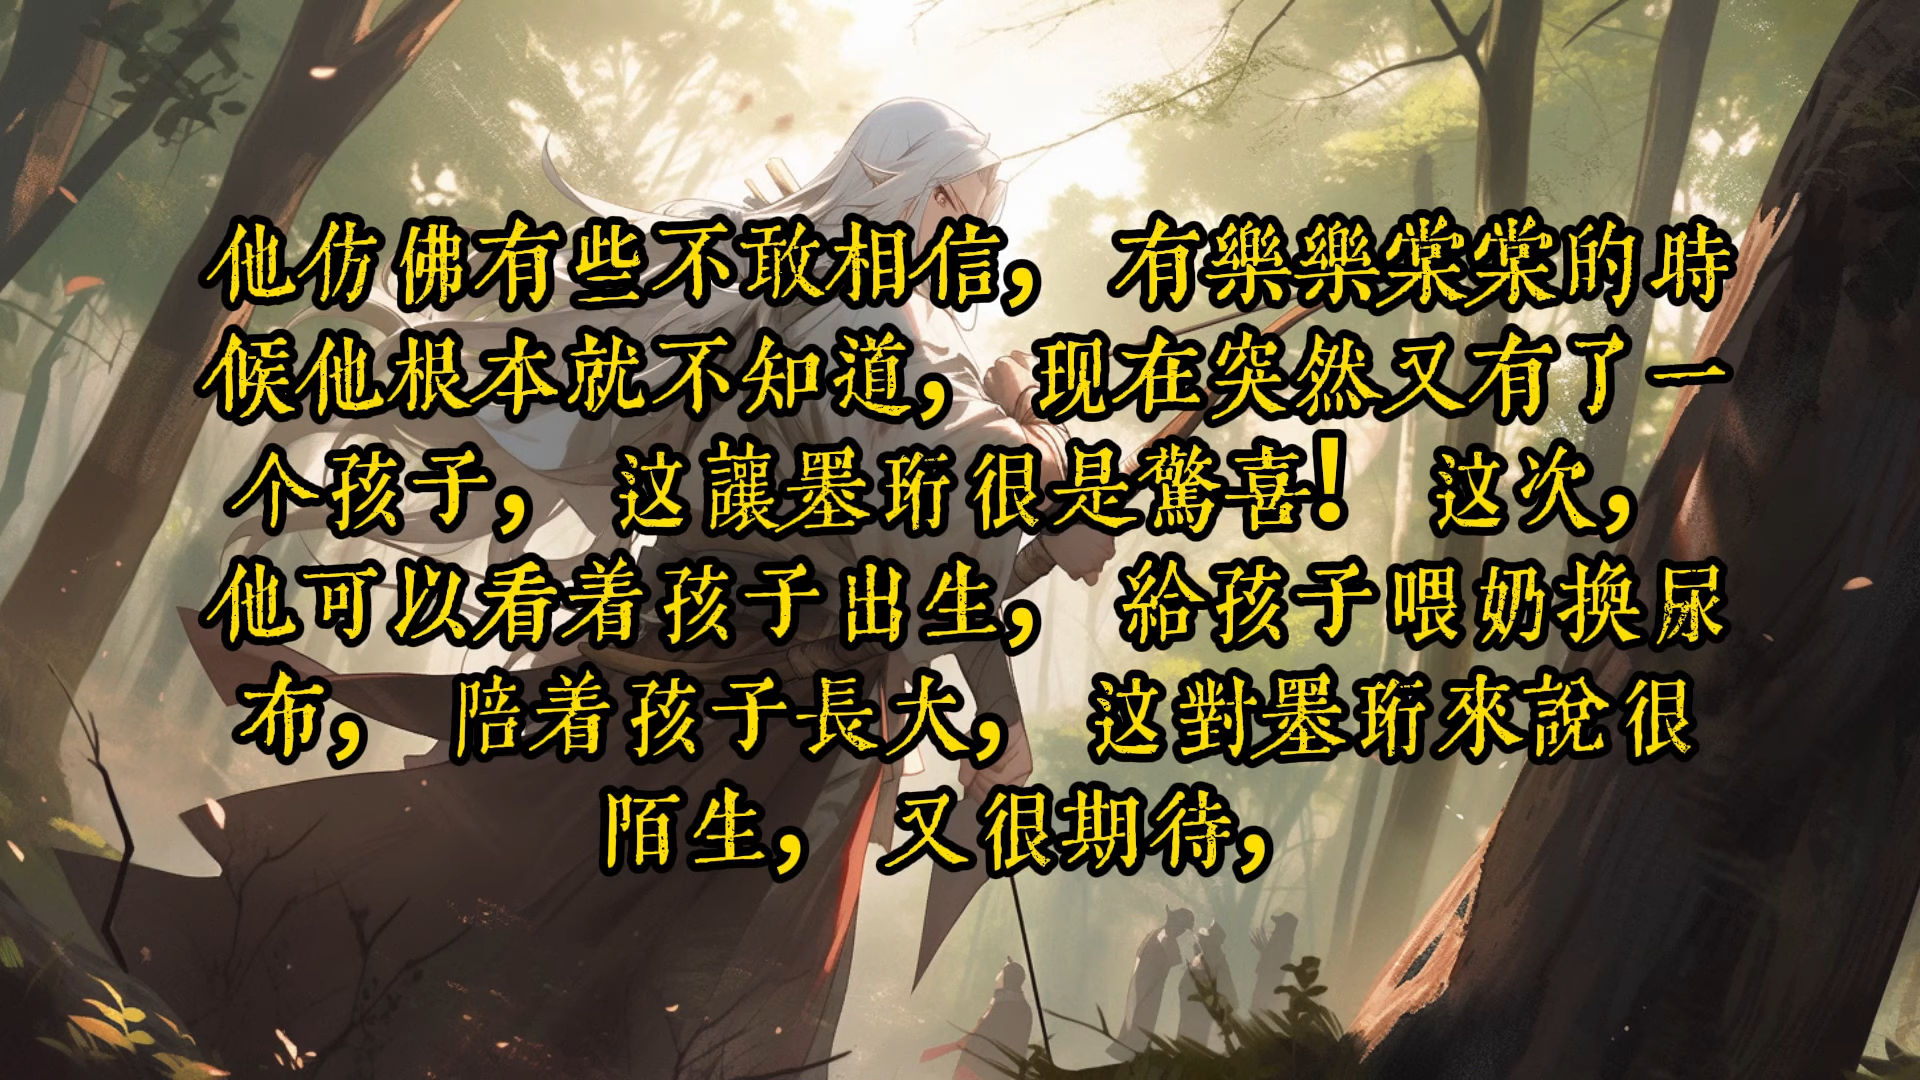 他仿佛有些不敢相信，有樂樂棠棠的時
候他根本就不知道，现在突然又有了一
个孩子，这讓墨珩很是驚喜！这次，
他可以看着孩子出生，給孩子喂奶換尿
布，陪着孩子長大，这對墨珩來說很
陌生，又很期待，